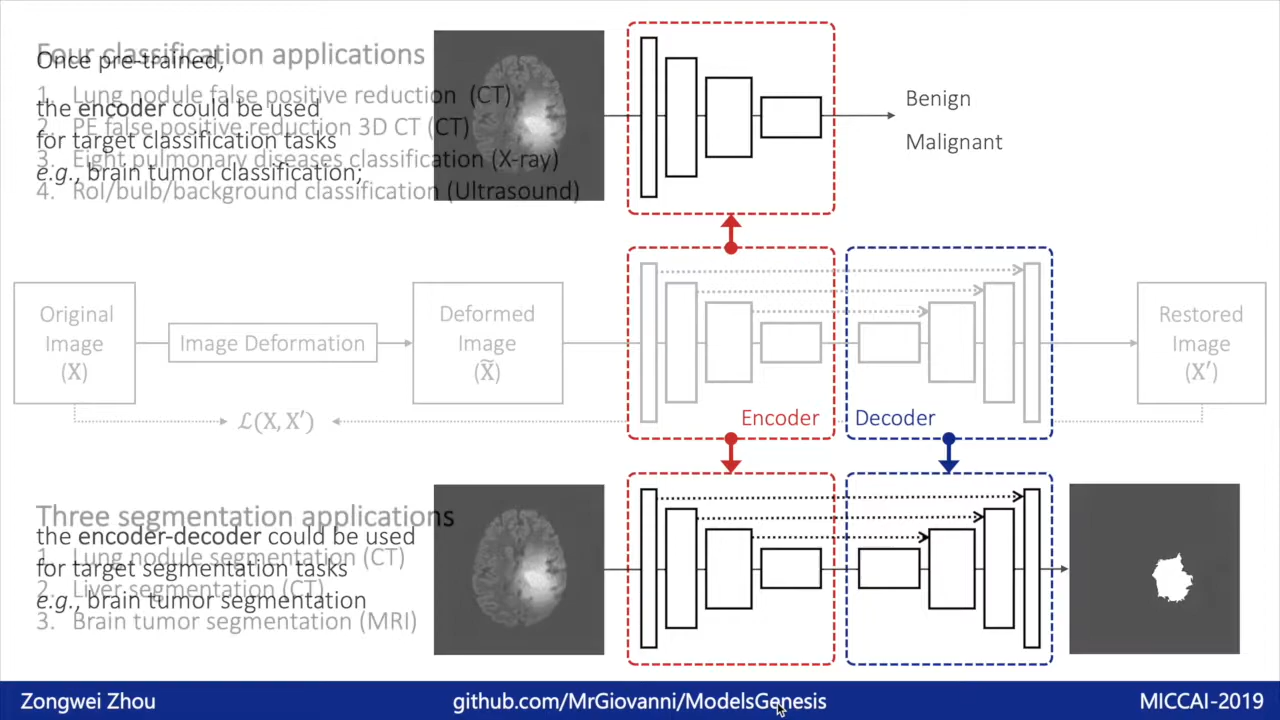 Four classification applications
1. Lung nodule false positive reduction (CT)
2. PE false positive reduction 3D CT (CT)
3. Eight pulmonary diseases classification (X-ray)
4. RoI/bulb/background classification (Ultrasound)
Once pre-trained,
the encoder could be used
for target classification tasks
e.g., brain tumor classification;
Benign
Malignant
Original
Image
(X)
Image Deformation
Deformed
Image
(X̃)
Restored
Image
(X′)
ℒ(X, X′)
Encoder
Decoder
Three segmentation applications
1. Lung nodule segmentation (CT)
2. Liver segmentation (CT)
3. Brain tumor segmentation (MRI)
the encoder-decoder could be used
for target segmentation tasks
e.g., brain tumor segmentation
Zongwei Zhou
github.com/MrGiovanni/ModelsGenesis
MICCAI-2019